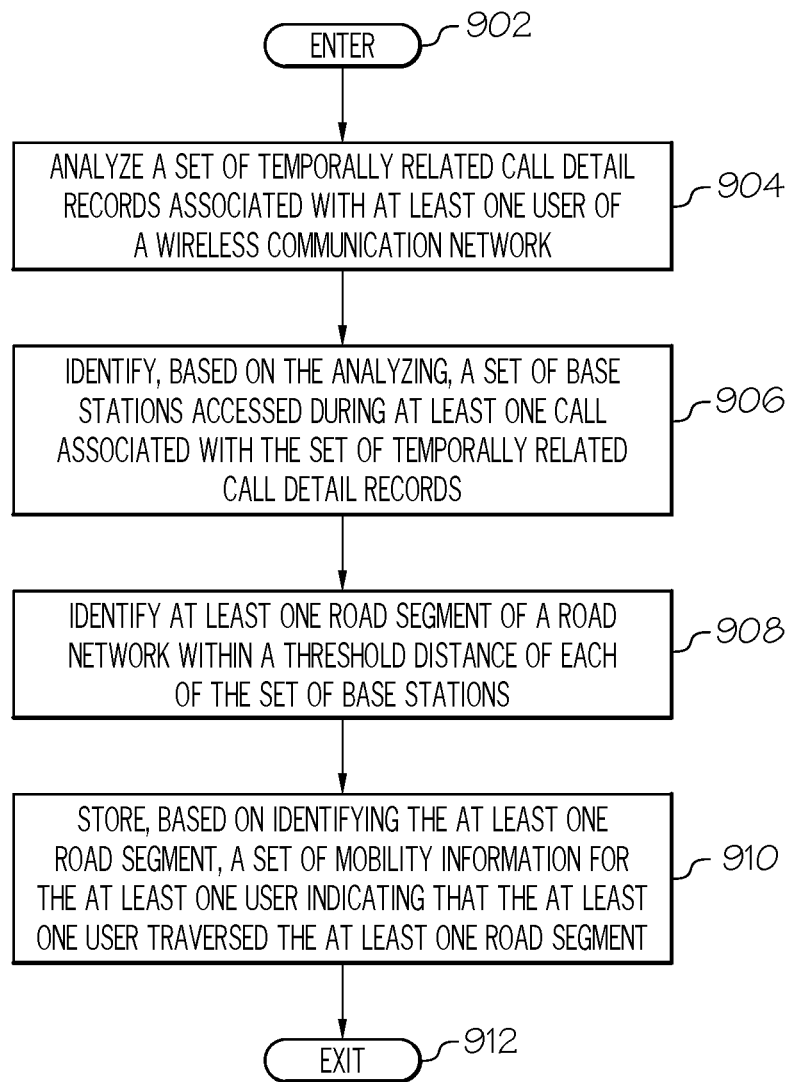 ENTER
902
ANALYZE A SET OF TEMPORALLY RELATED CALL DETAIL
RECORDS ASSOCIATED WITH AT LEAST ONE USER OF
A WIRELESS COMMUNICATION NETWORK
904
IDENTIFY, BASED ON THE ANALYZING, A SET OF BASE
STATIONS ACCESSED DURING AT LEAST ONE CALL
ASSOCIATED WITH THE SET OF TEMPORALLY RELATED
CALL DETAIL RECORDS
906
IDENTIFY AT LEAST ONE ROAD SEGMENT OF A ROAD
NETWORK WITHIN A THRESHOLD DISTANCE OF EACH
OF THE SET OF BASE STATIONS
908
STORE, BASED ON IDENTIFYING THE AT LEAST ONE
ROAD SEGMENT, A SET OF MOBILITY INFORMATION FOR
THE AT LEAST ONE USER INDICATING THAT THE AT LEAST
ONE USER TRAVERSED THE AT LEAST ONE ROAD SEGMENT
910
EXIT
912